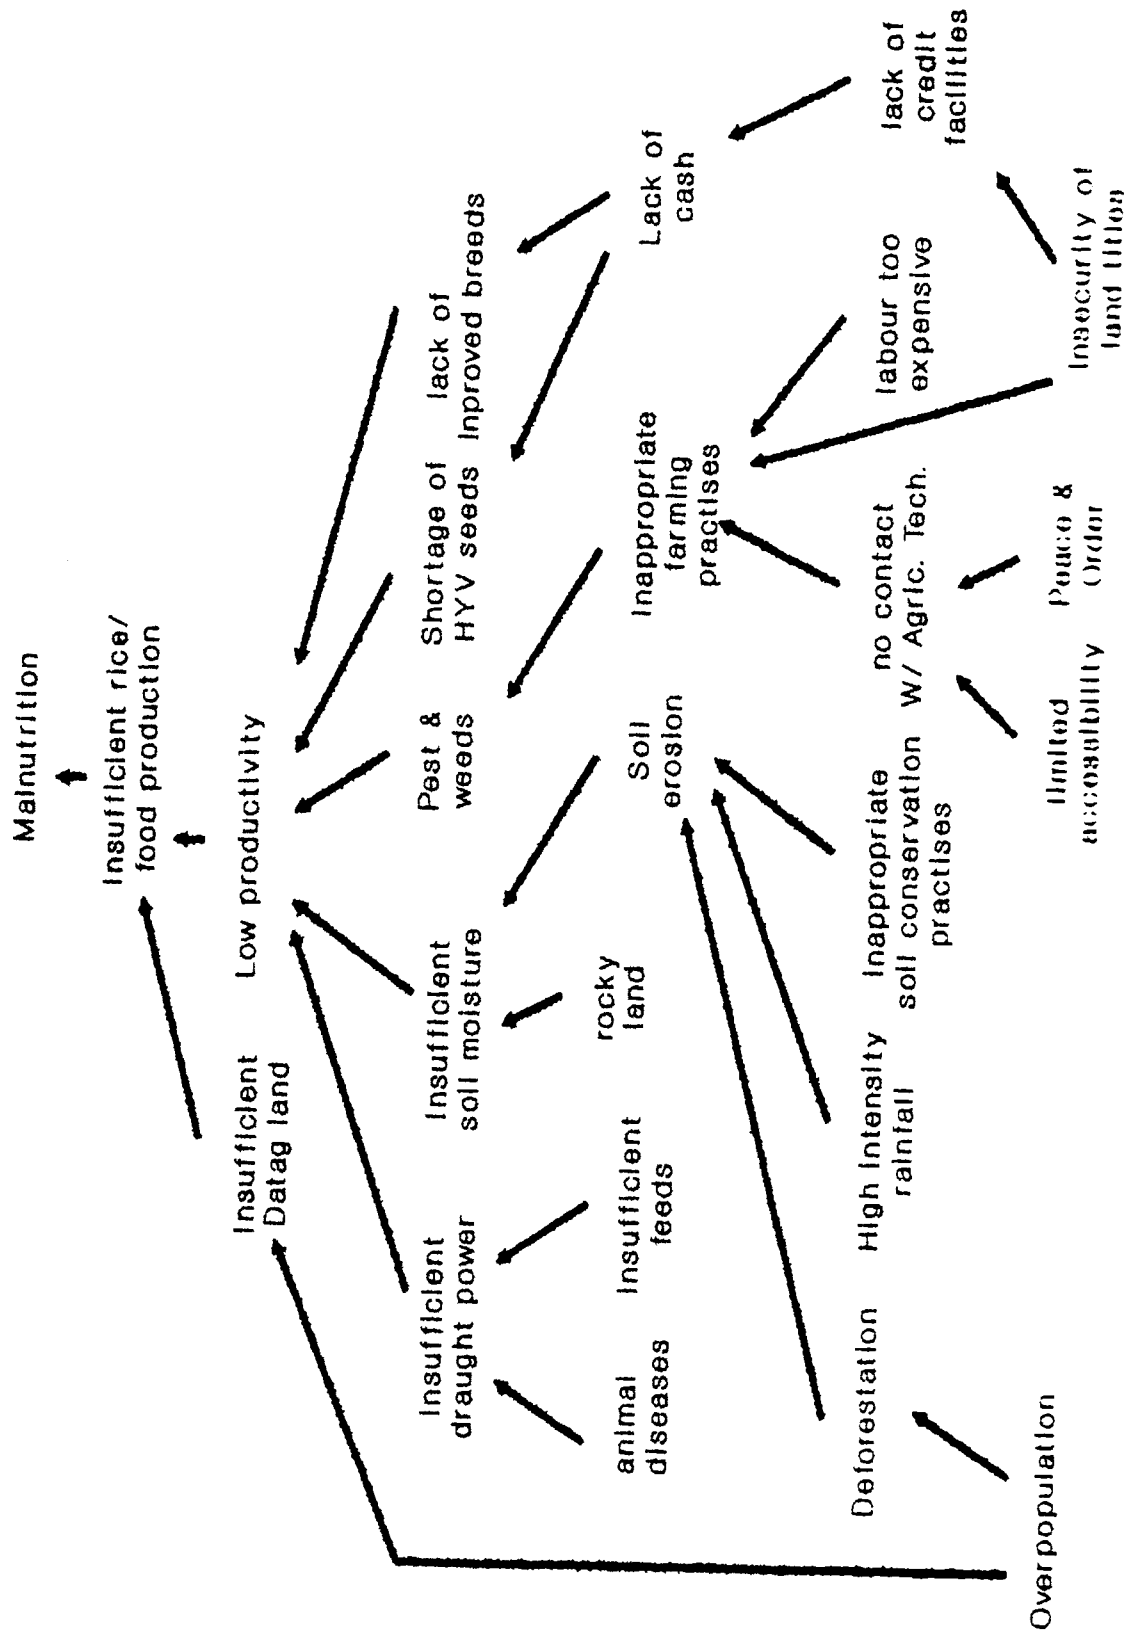 Malnutrition
Insufficient rice/
food production
Insufficient
Datag land
Low productivity
Insufficient
draught power
Insufficient
soil moisture
Pest &
weeds
Shortage of
HYV seeds
lack of
Inproved breeds
animal
diseases
Insufficient
feeds
rocky
land
Soil
erosion
Inappropriate
farming
practises
Lack of
cash
Deforestation
High Intensity
rainfall
Inappropriate
soil conservation
practises
no contact
W/ Agric. Tech.
labour too
expensive
lack of
credit
facilities
Overpopulation
limited
accessibility
Peace &
Order
Insecurity of
land titles